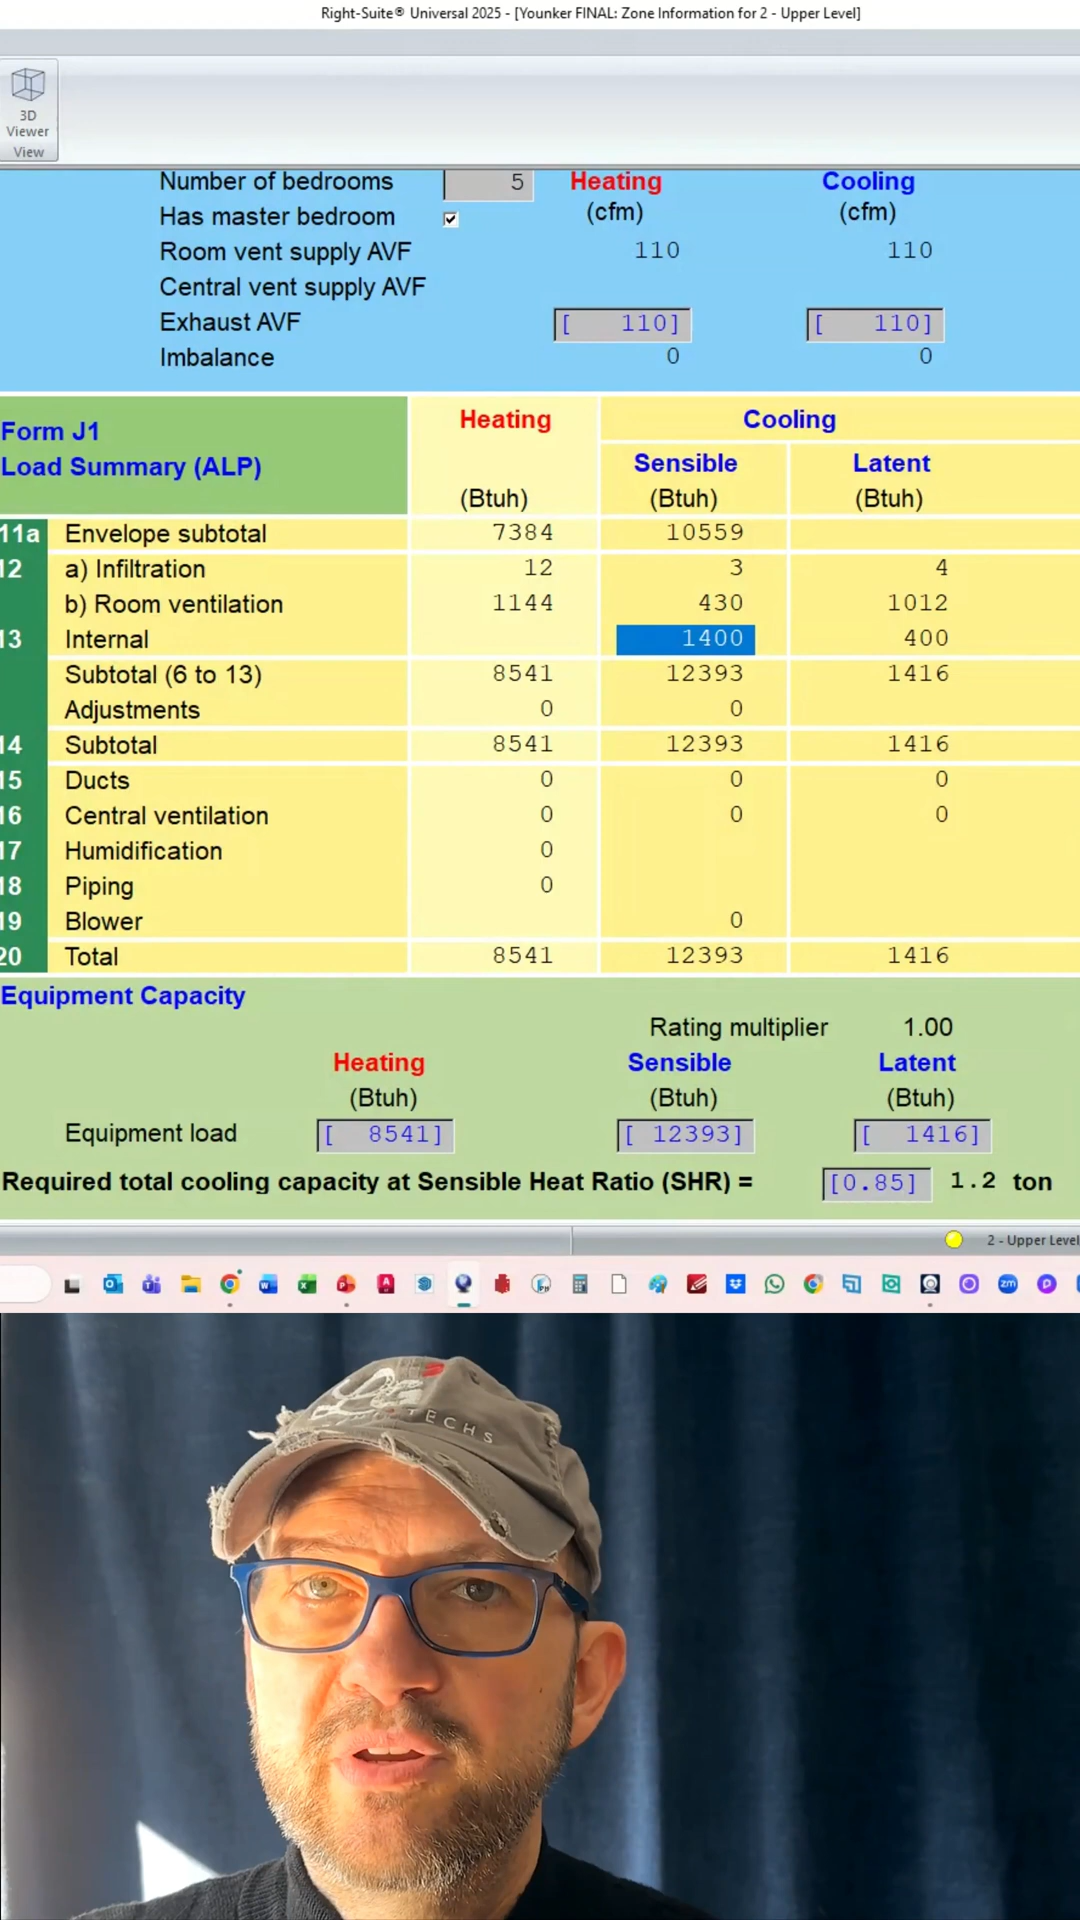 Right-Suite® Universal 2025 - [Younker FINAL: Zone Information for 2 - Upper Level]
3D
Viewer
View
Number of bedrooms 5 Heating Cooling
Has master bedroom (cfm) (cfm)
Room vent supply AVF 110 110
Central vent supply AVF
Exhaust AVF [ 110] [ 110]
Imbalance 0 0
Form J1 Heating Cooling
Load Summary (ALP) Sensible Latent
(Btuh) (Btuh) (Btuh)
11a Envelope subtotal 7384 10559
12 a) Infiltration 12 3 4
b) Room ventilation 1144 430 1012
13 Internal 1400 400
Subtotal (6 to 13) 8541 12393 1416
Adjustments 0 0
14 Subtotal 8541 12393 1416
15 Ducts 0 0 0
16 Central ventilation 0 0 0
17 Humidification 0
18 Piping 0
19 Blower 0
20 Total 8541 12393 1416
Equipment Capacity
Rating multiplier 1.00
Heating Sensible Latent
(Btuh) (Btuh) (Btuh)
Equipment load [ 8541] [ 12393] [ 1416]
Required total cooling capacity at Sensible Heat Ratio (SHR) = [0.85] 1.2 ton
2 - Upper Level
zm
TECHS